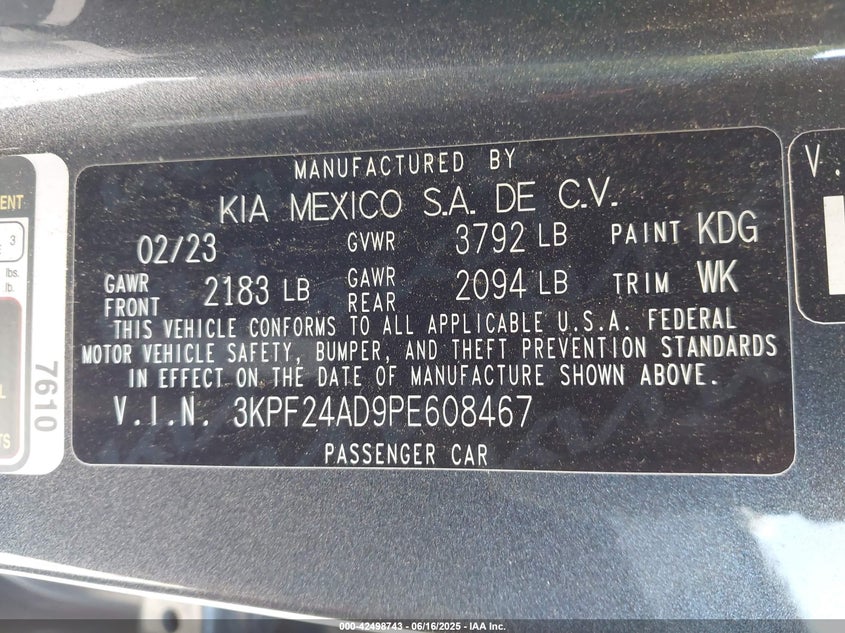 MANUFACTURED BY
KIA MEXICO S.A. DE C.V.
02/23 GVWR 3792 LB PAINT KDG
GAWR FRONT 2183 LB GAWR REAR 2094 LB TRIM WK
THIS VEHICLE CONFORMS TO ALL APPLICABLE U.S.A. FEDERAL
MOTOR VEHICLE SAFETY, BUMPER, AND THEFT PREVENTION STANDARDS
IN EFFECT ON THE DATE OF MANUFACTURE SHOWN ABOVE.
V.I.N. 3KPF24AD9PE608467
PASSENGER CAR
3
lbs.
lb.
7610
V.
000-42498743 - 06/16/2025 - IAA Inc.